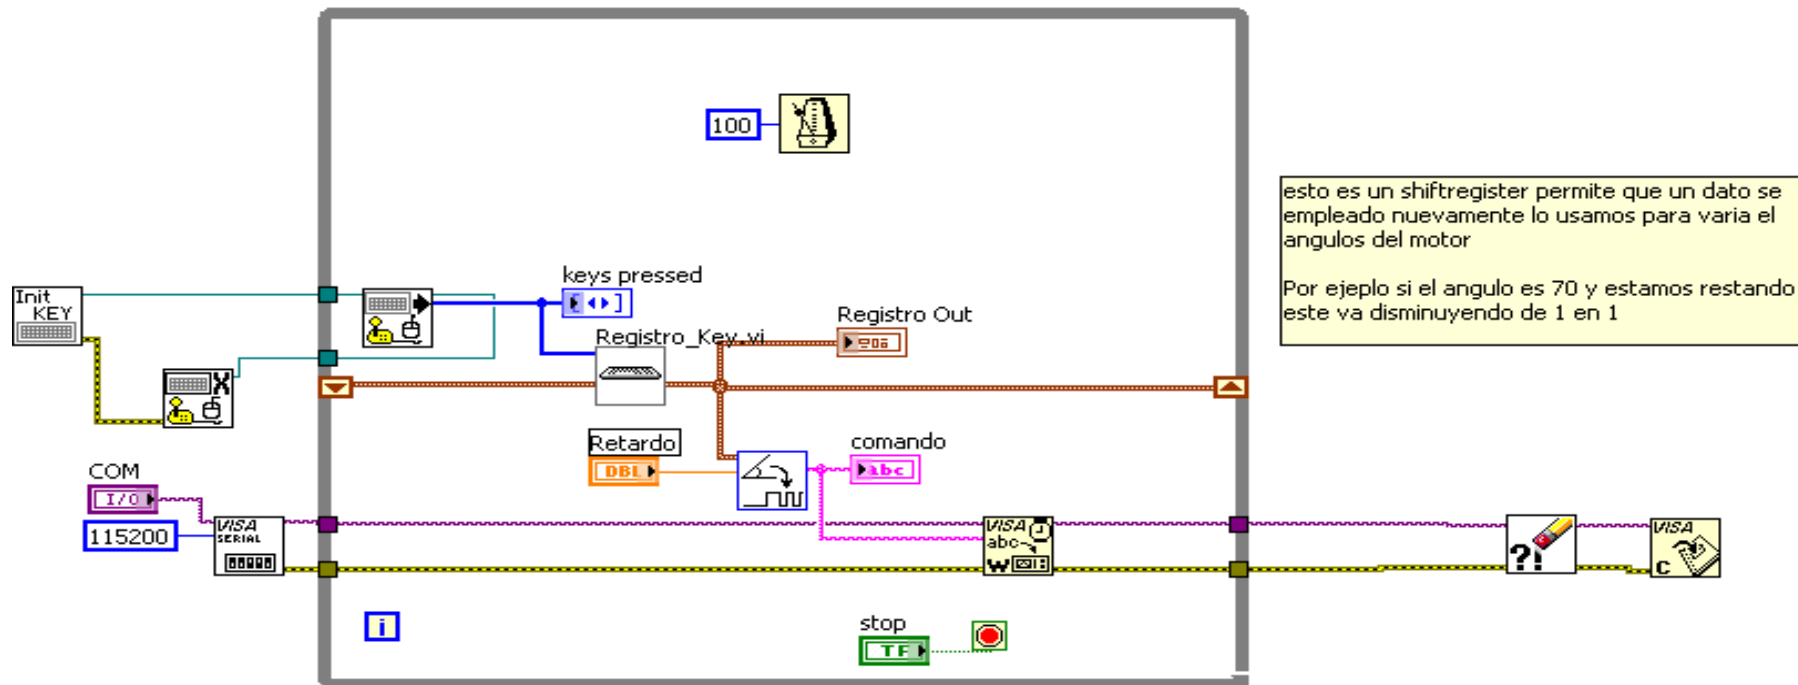 100
esto es un shiftregister permite que un dato se
empleado nuevamente lo usamos para varia el
angulos del motor
Por ejeplo si el angulo es 70 y estamos restando
este va disminuyendo de 1 en 1
Init
KEY
keys pressed
Registro_Key.vi
Registro Out
Retardo
DBL
comando
abc
COM
I/O
115200
VISA
SERIAL
VISA
abc
W
?!
VISA
C
i
stop
TF